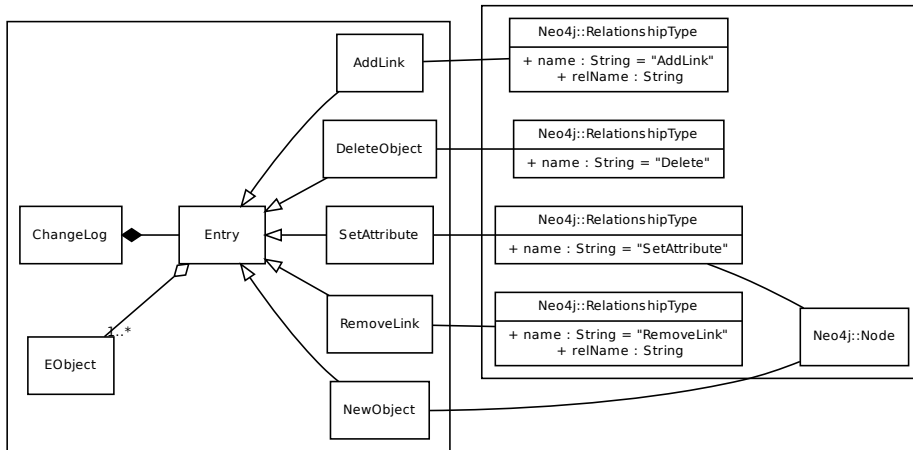 AddLink
Neo4j::RelationshipType
+ name : String = "AddLink"
+ relName : String
DeleteObject
Neo4j::RelationshipType
+ name : String = "Delete"
ChangeLog
Entry
SetAttribute
Neo4j::RelationshipType
+ name : String = "SetAttribute"
1..*
EObject
RemoveLink
Neo4j::RelationshipType
+ name : String = "RemoveLink"
+ relName : String
Neo4j::Node
NewObject